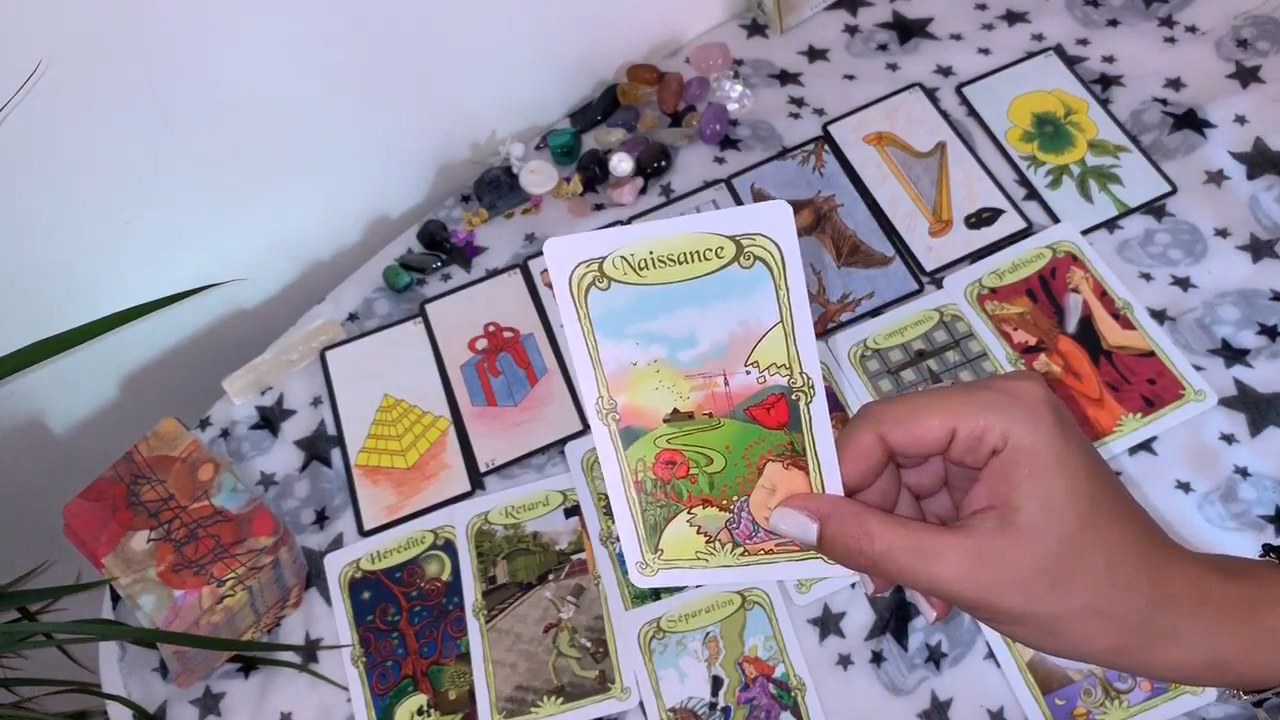 Naissance
Trahison
Compromis
Retard
Hérédité
Séparation